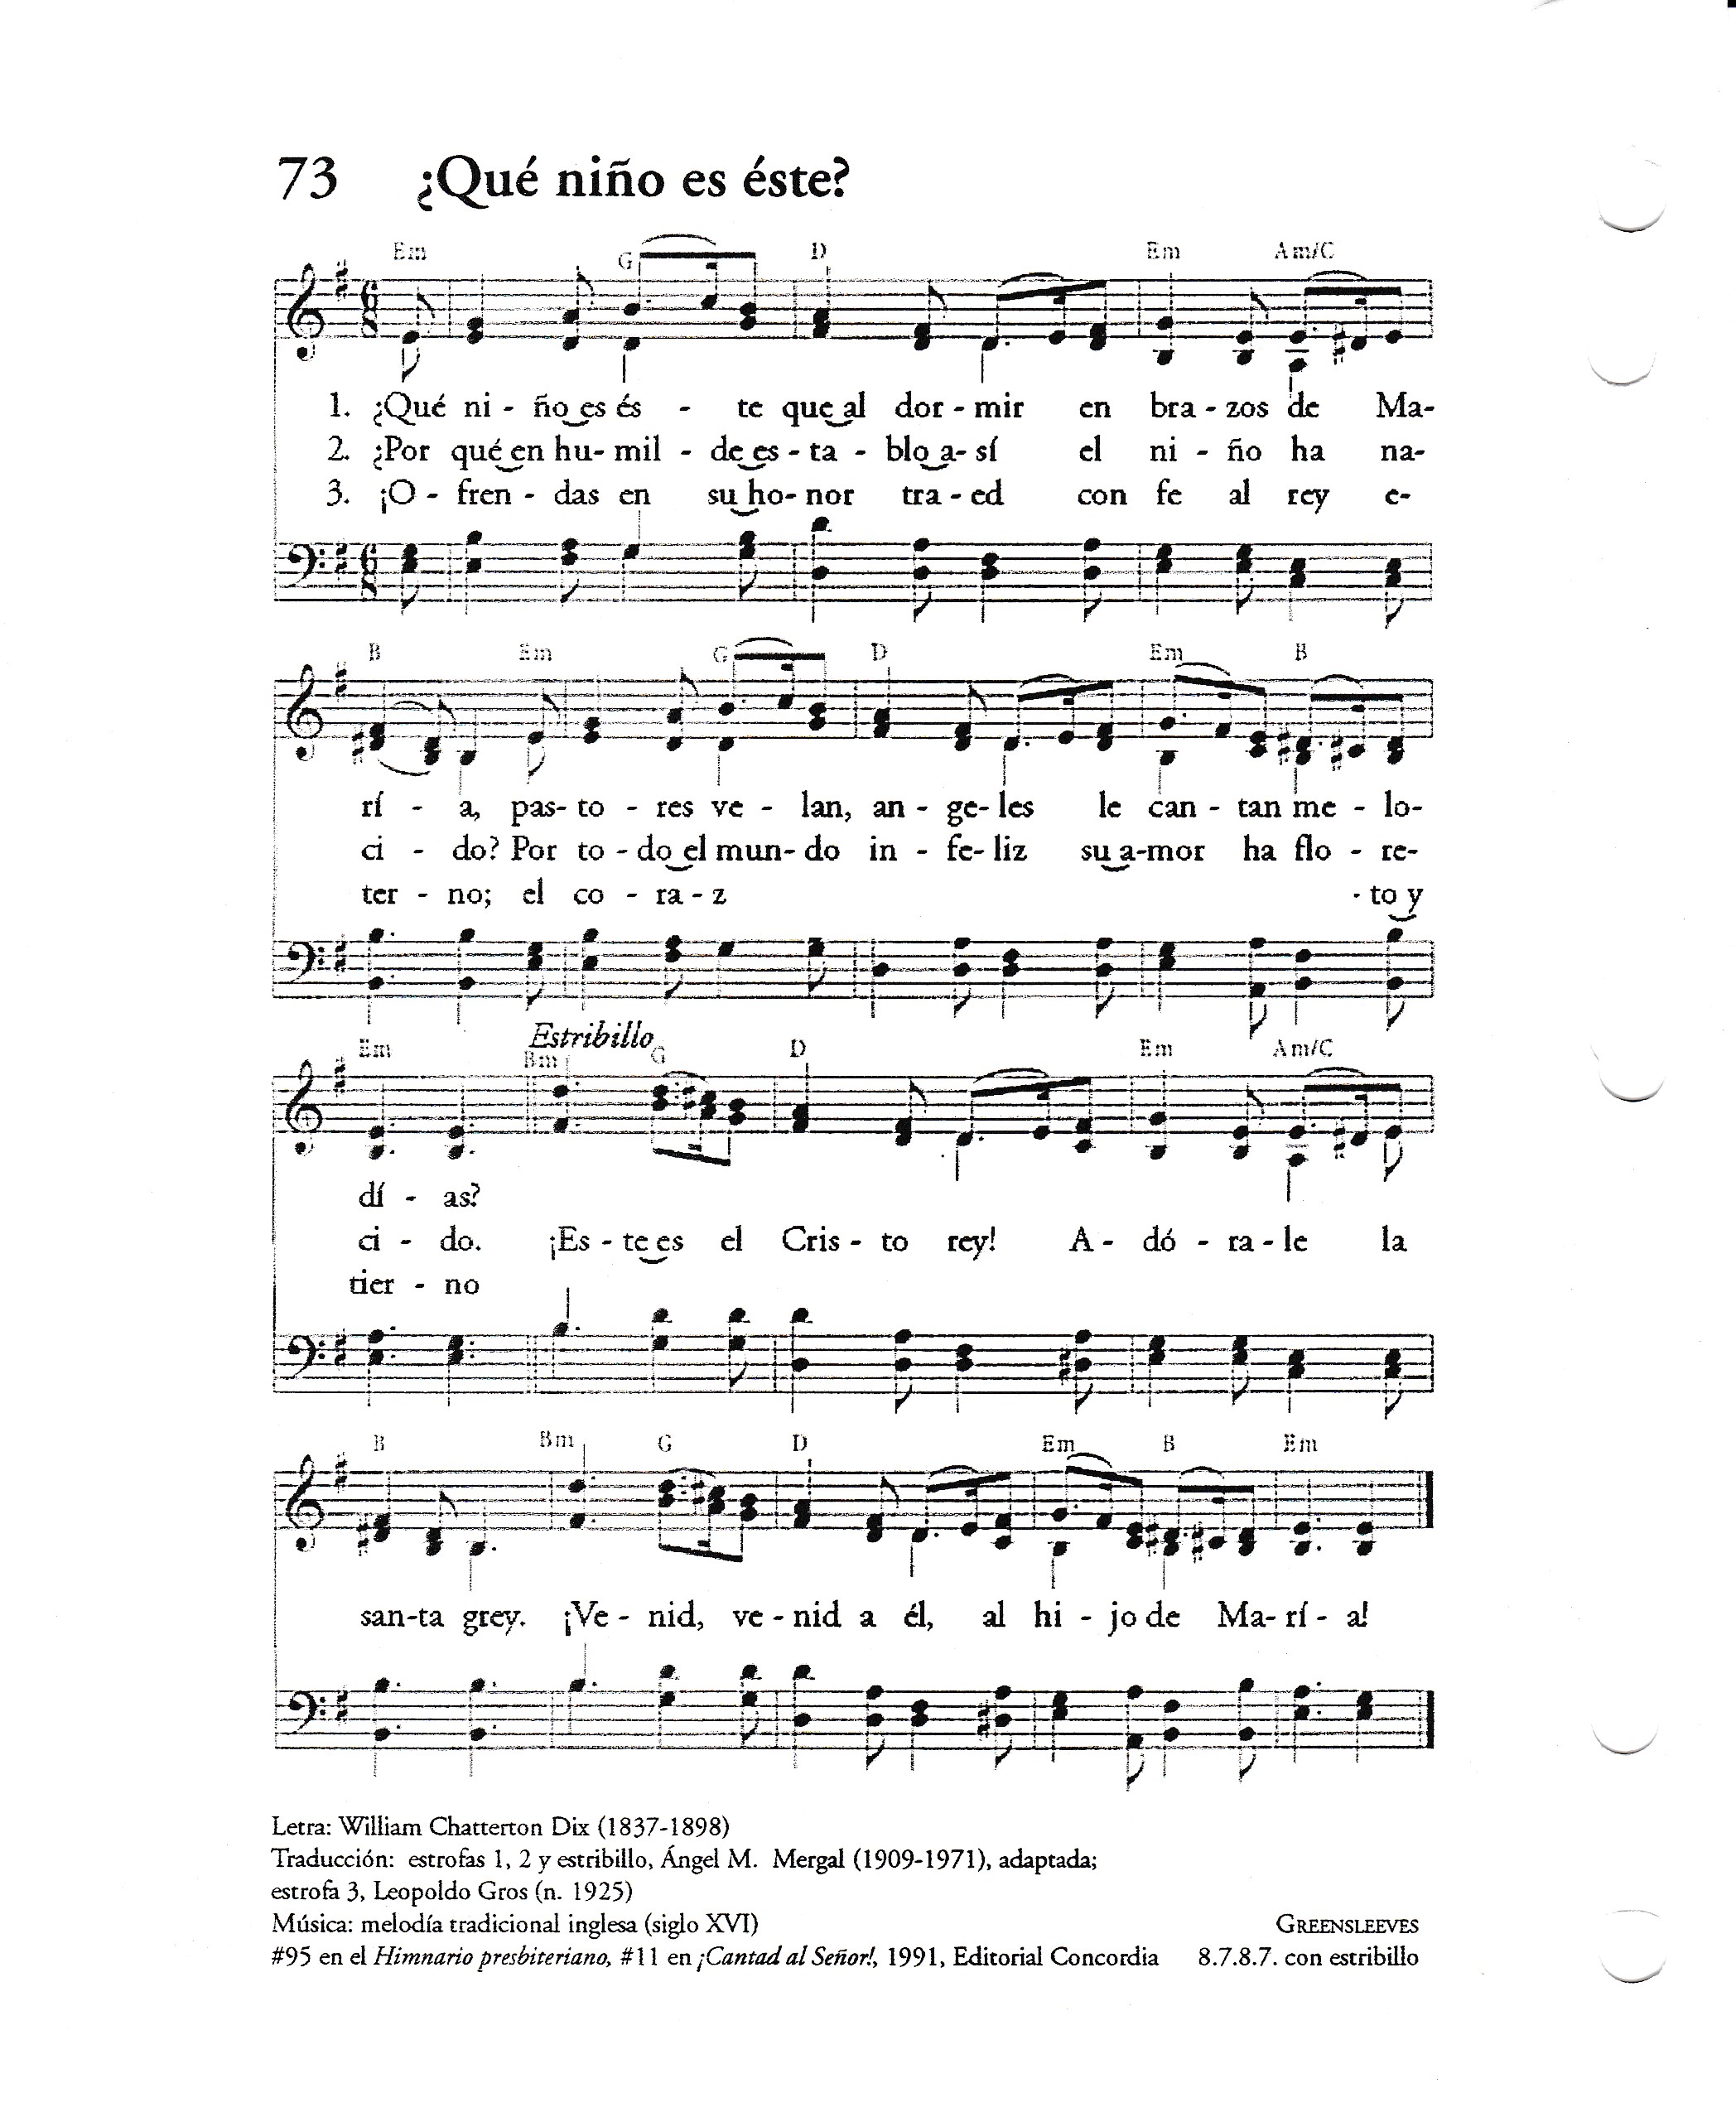 73 ¿Qué niño es éste?
Em G D Em Am/C
1. ¿Qué ni - ño es és - te que al dor - mir en bra - zos de Ma-
2. ¿Por qué en hu- mil - de es - ta - blo a- sí el ni - ño ha na-
3. ¡O - fren - das en su ho- nor tra - ed con fe al rey e-
B Em G D Em B
rí - a, pas- to - res ve - lan, an - ge- les le can - tan me - lo-
ci - do? Por to - do el mun- do in - fe- liz su a-mor ha flo - re-
ter - no; el co - ra - z - to y
Estribillo
Em Bm G D Em Am/C
dí - as?
ci - do. ¡Es - te es el Cris - to rey! A - dó - ra - le la
tier - no
B Bm G D Em B Em
san-ta grey. ¡Ve - nid, ve - nid a él, al hi - jo de Ma- rí - a!
Letra: William Chatterton Dix (1837-1898)
Traducción: estrofas 1, 2 y estribillo, Ángel M. Mergal (1909-1971), adaptada;
estrofa 3, Leopoldo Gros (n. 1925)
Música: melodía tradicional inglesa (siglo XVI) GREENSLEEVES
#95 en el Himnario presbiteriano, #11 en ¡Cantad al Señor!, 1991, Editorial Concordia 8.7.8.7. con estribillo